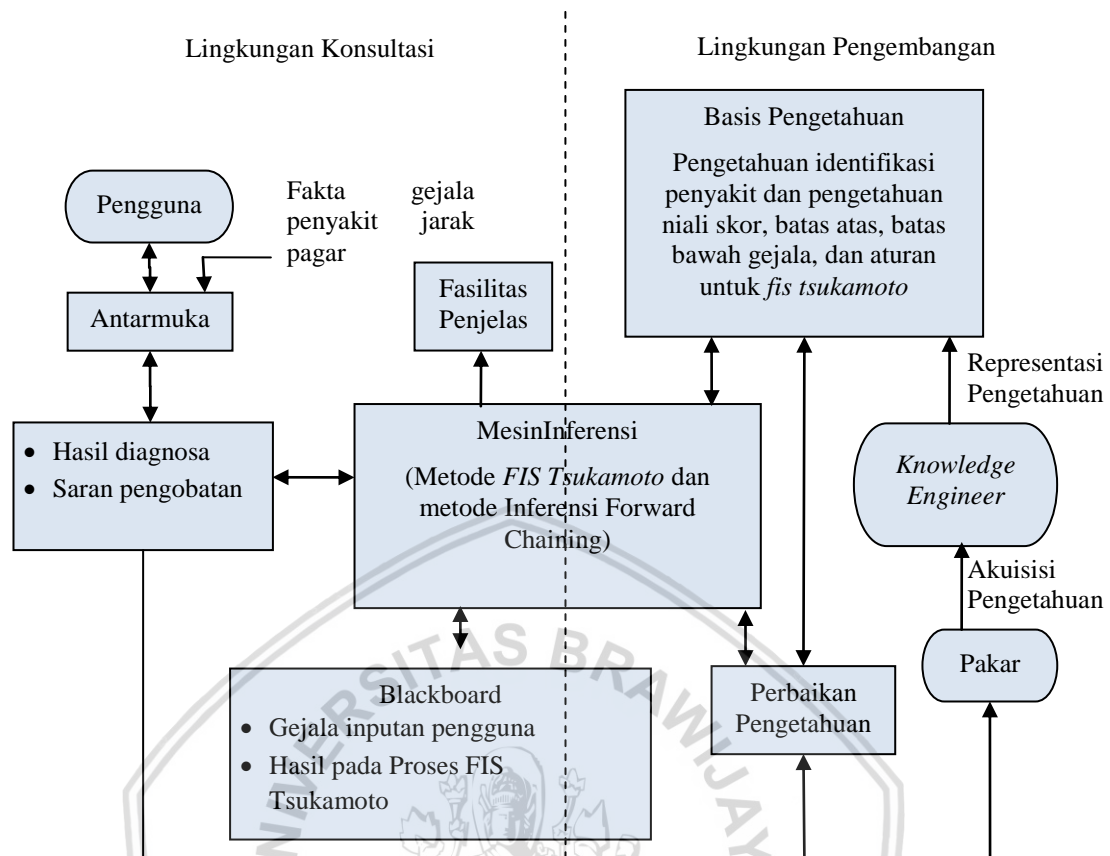 Lingkungan Konsultasi
Lingkungan Pengembangan
Pengguna
Fakta gejala
penyakit jarak
pagar
Antarmuka
Fasilitas
Penjelas
Basis Pengetahuan
Pengetahuan identifikasi
penyakit dan pengetahuan
niali skor, batas atas, batas
bawah gejala, dan aturan
untuk fis tsukamoto
Representasi
Pengetahuan
• Hasil diagnosa
• Saran pengobatan
MesinInferensi
(Metode FIS Tsukamoto dan
metode Inferensi Forward
Chaining)
Knowledge
Engineer
Akuisisi
Pengetahuan
Pakar
Blackboard
• Gejala inputan pengguna
• Hasil pada Proses FIS
Tsukamoto
Perbaikan
Pengetahuan
UNIVERSITAS BRAWIJAYA